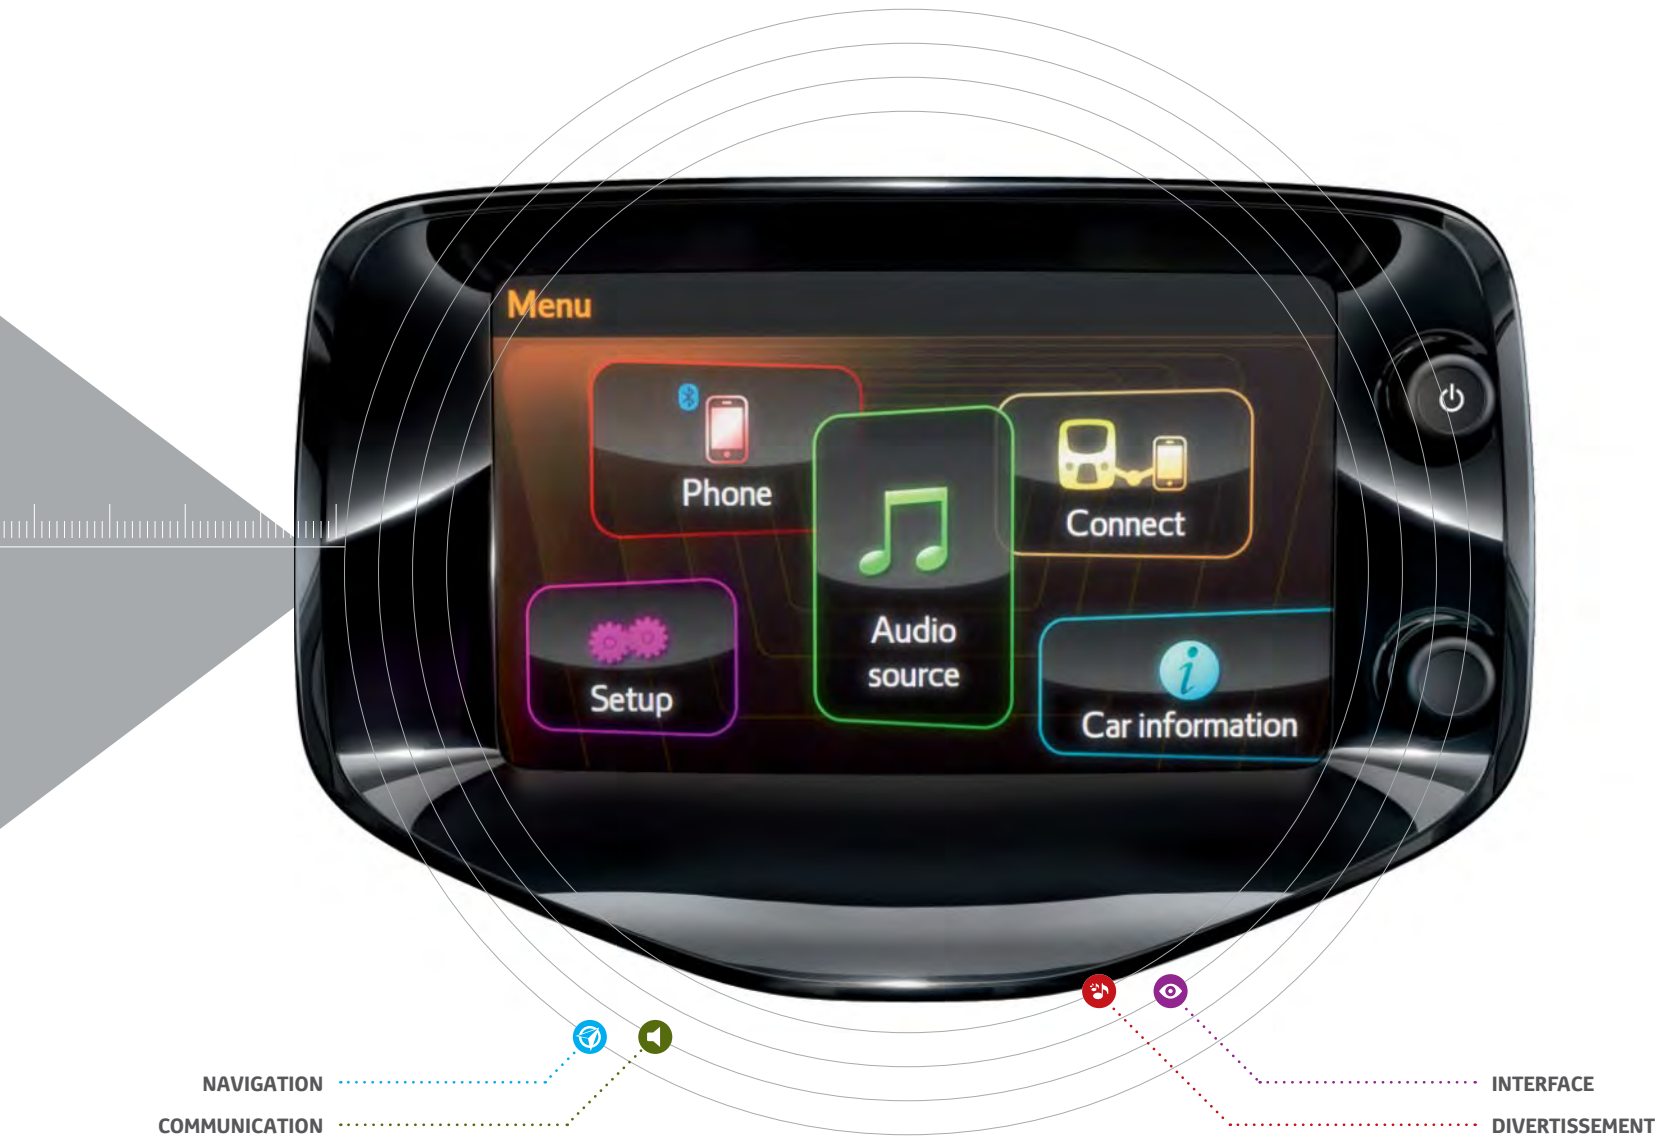 Menu
Phone
Connect
Audio
source
Setup
Car information
NAVIGATION
INTERFACE
COMMUNICATION
DIVERTISSEMENT